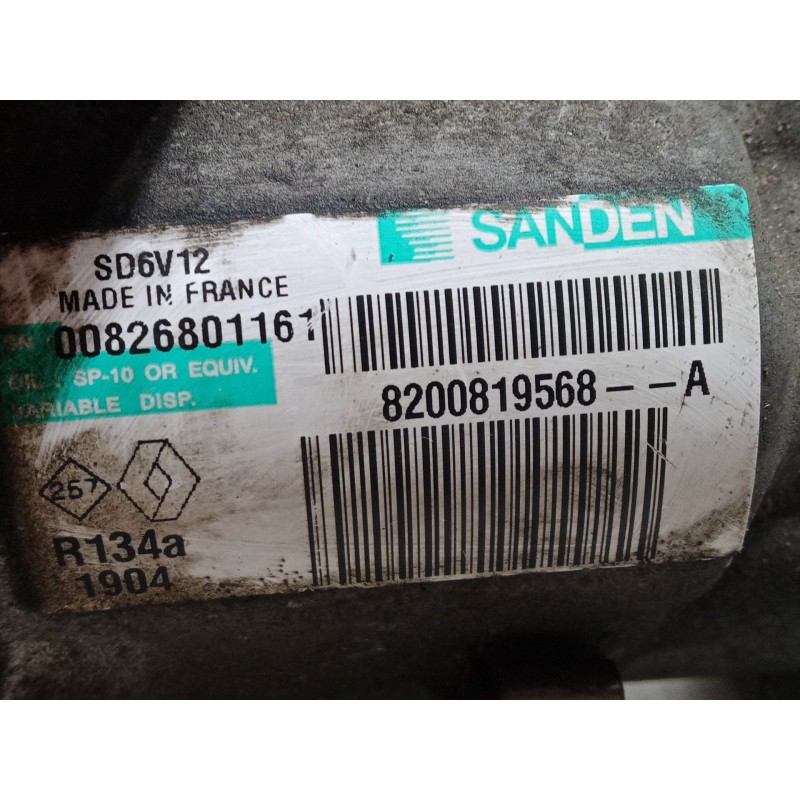 SANDEN
SD6V12
MADE IN FRANCE
SN 00826801161
OIL SP-10 OR EQUIV.
VARIABLE DISP.
8200819568--A
257
R134a
1904